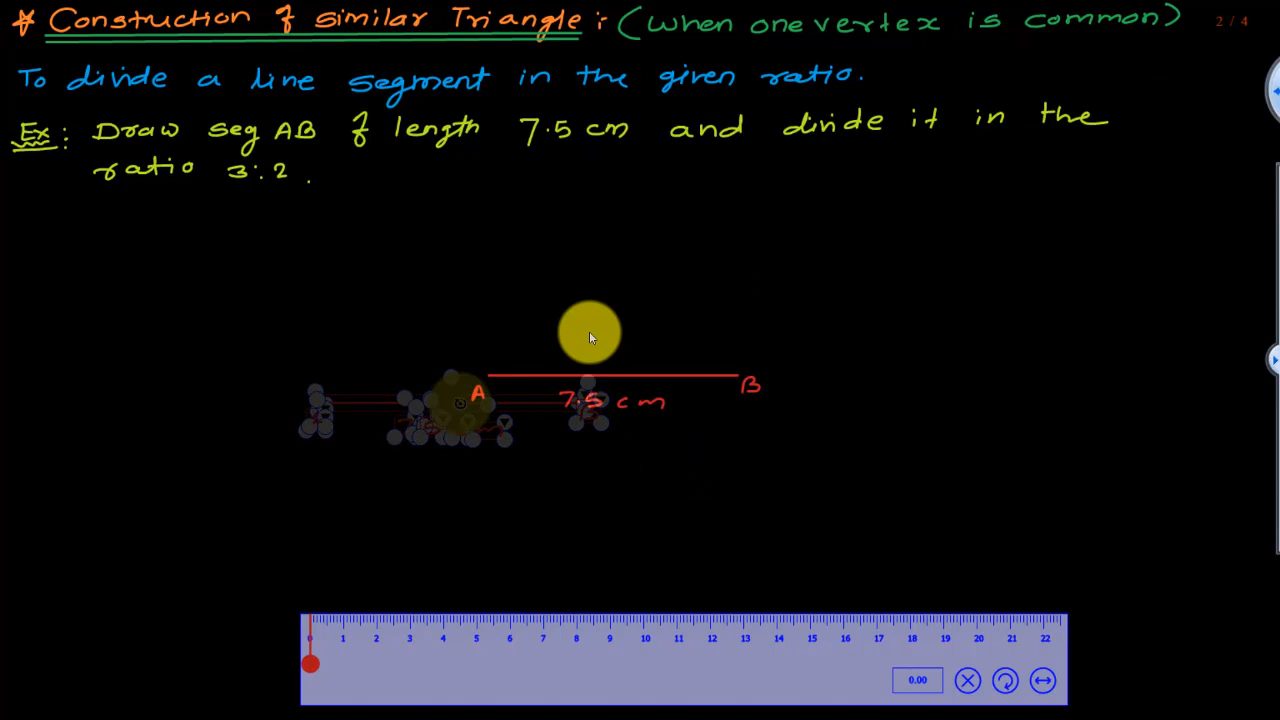 * Construction of similar Triangle : (when one vertex is common)
2 / 4
To divide a line segment in the given ratio.
Ex: Draw seg AB of length 7.5 cm and divide it in the
ratio 3:2.
A B
7.5 cm
0 1 2 3 4 5 6 7 8 9 10 11 12 13 14 15 16 17 18 19 20 21 22
0.00